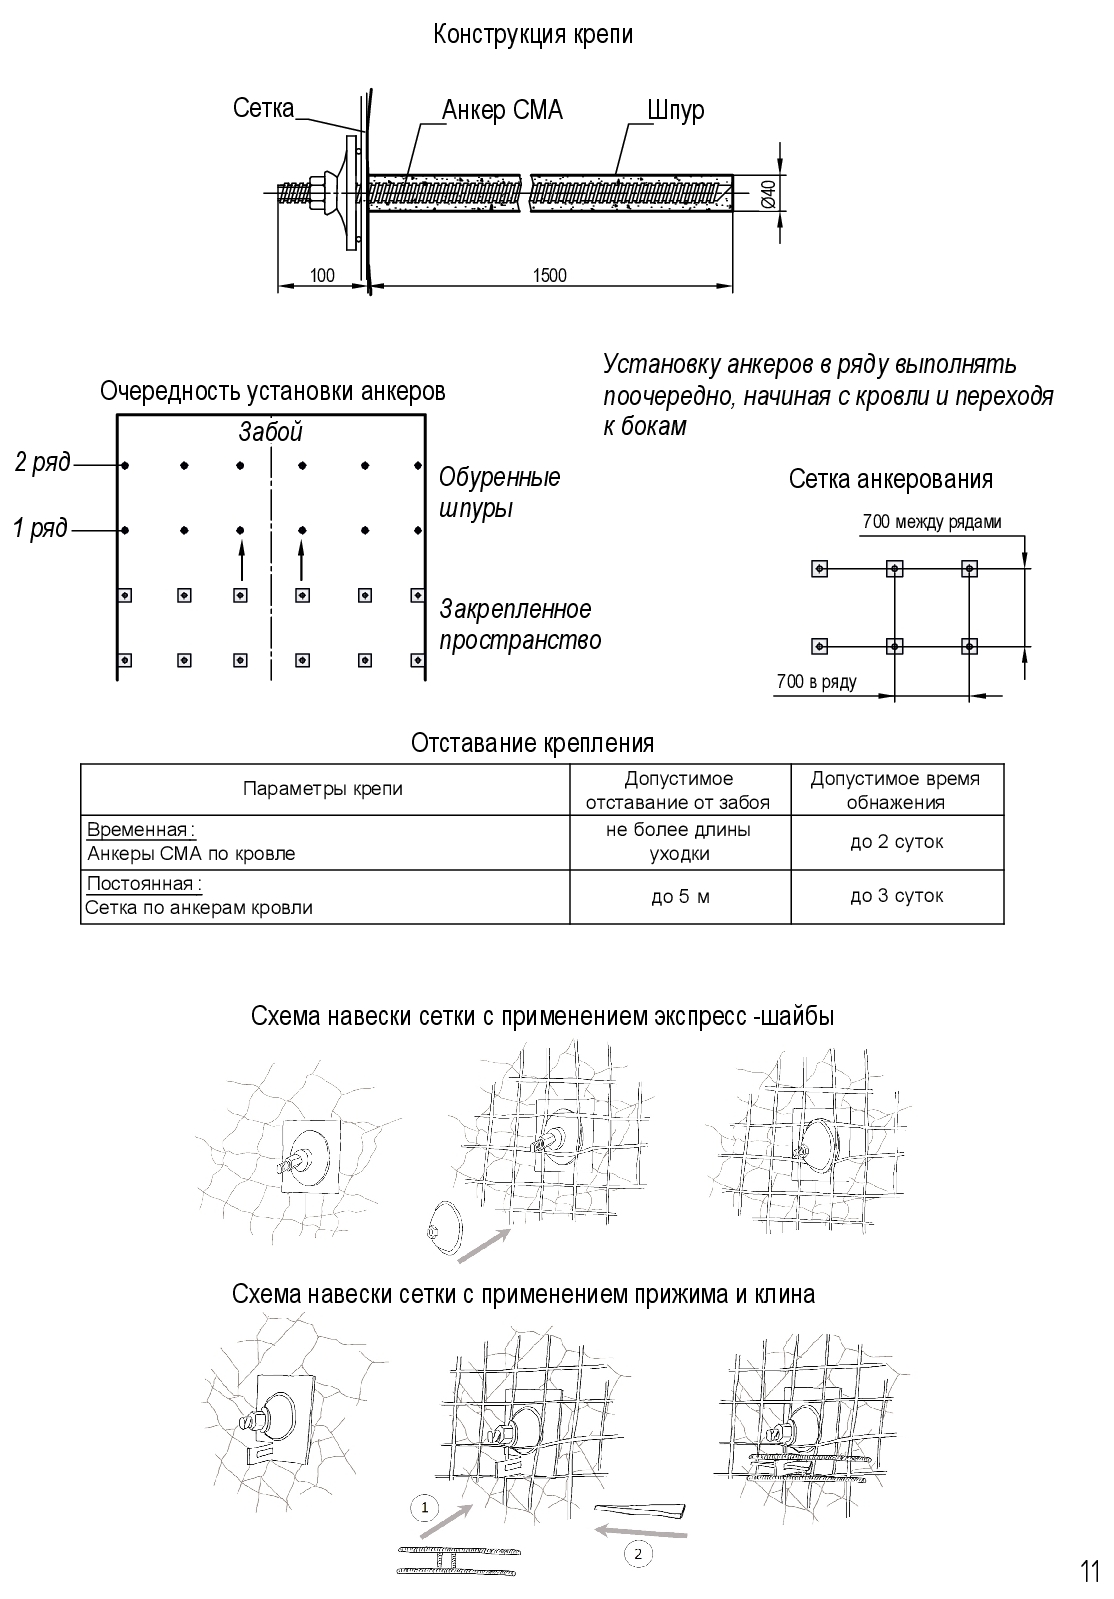 Конструкция крепи
Сетка
Анкер СМА
Шпур
Ø40
100
1500
Установку анкеров в ряду выполнять
поочередно, начиная с кровли и переходя
к бокам
Очередность установки анкеров
Забой
2 ряд
Обуренные
шпуры
1 ряд
Закрепленное
пространство
Сетка анкерования
700 между рядами
700 в ряду
Отставание крепления
Параметры крепи
Допустимое
отставание от забоя
Допустимое время
обнажения
Временная :
Анкеры СМА по кровле
не более длины
уходки
до 2 суток
Постоянная :
Сетка по анкерам кровли
до 5 м
до 3 суток
Схема навески сетки с применением экспресс -шайбы
Схема навески сетки с применением прижима и клина
1
2
11